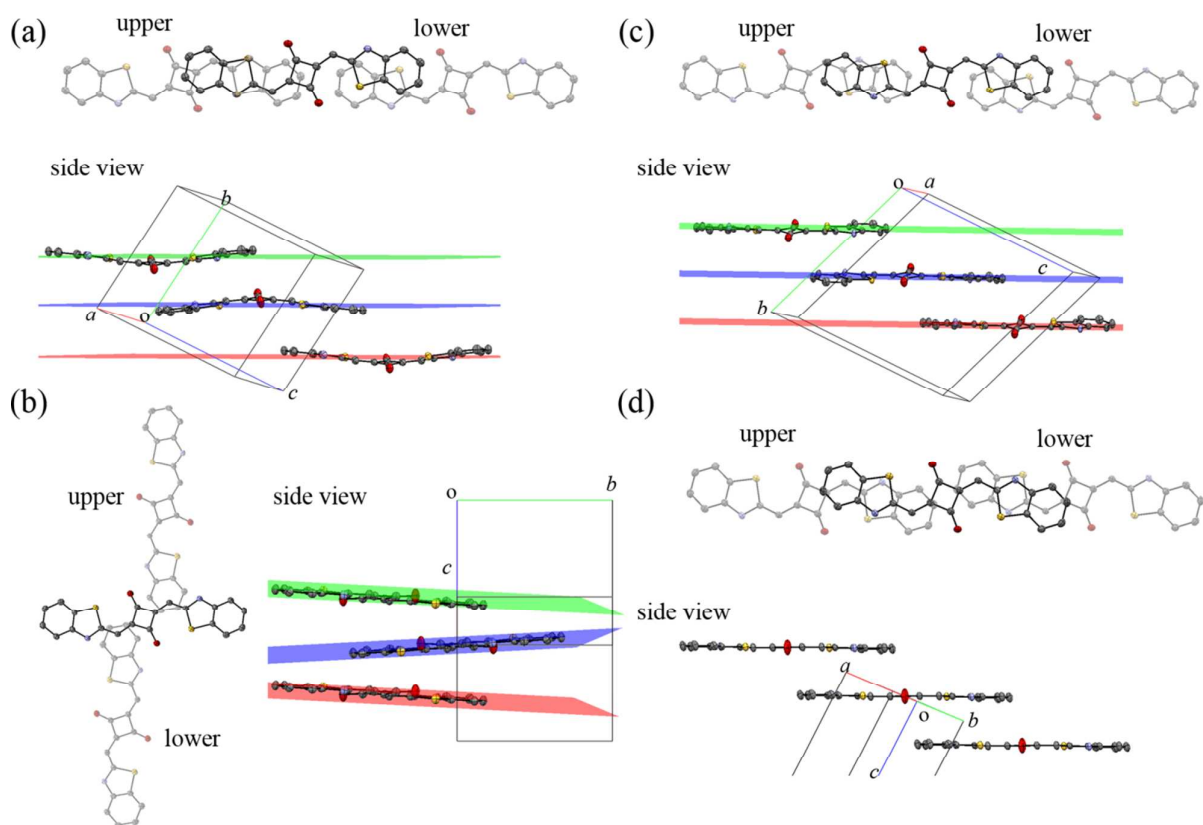 (a)
upper
lower
side view
b
a
o
c
(b)
upper
lower
side view
o
b
c
(c)
upper
lower
side view
o
a
c
b
(d)
upper
lower
side view
a
o
b
c